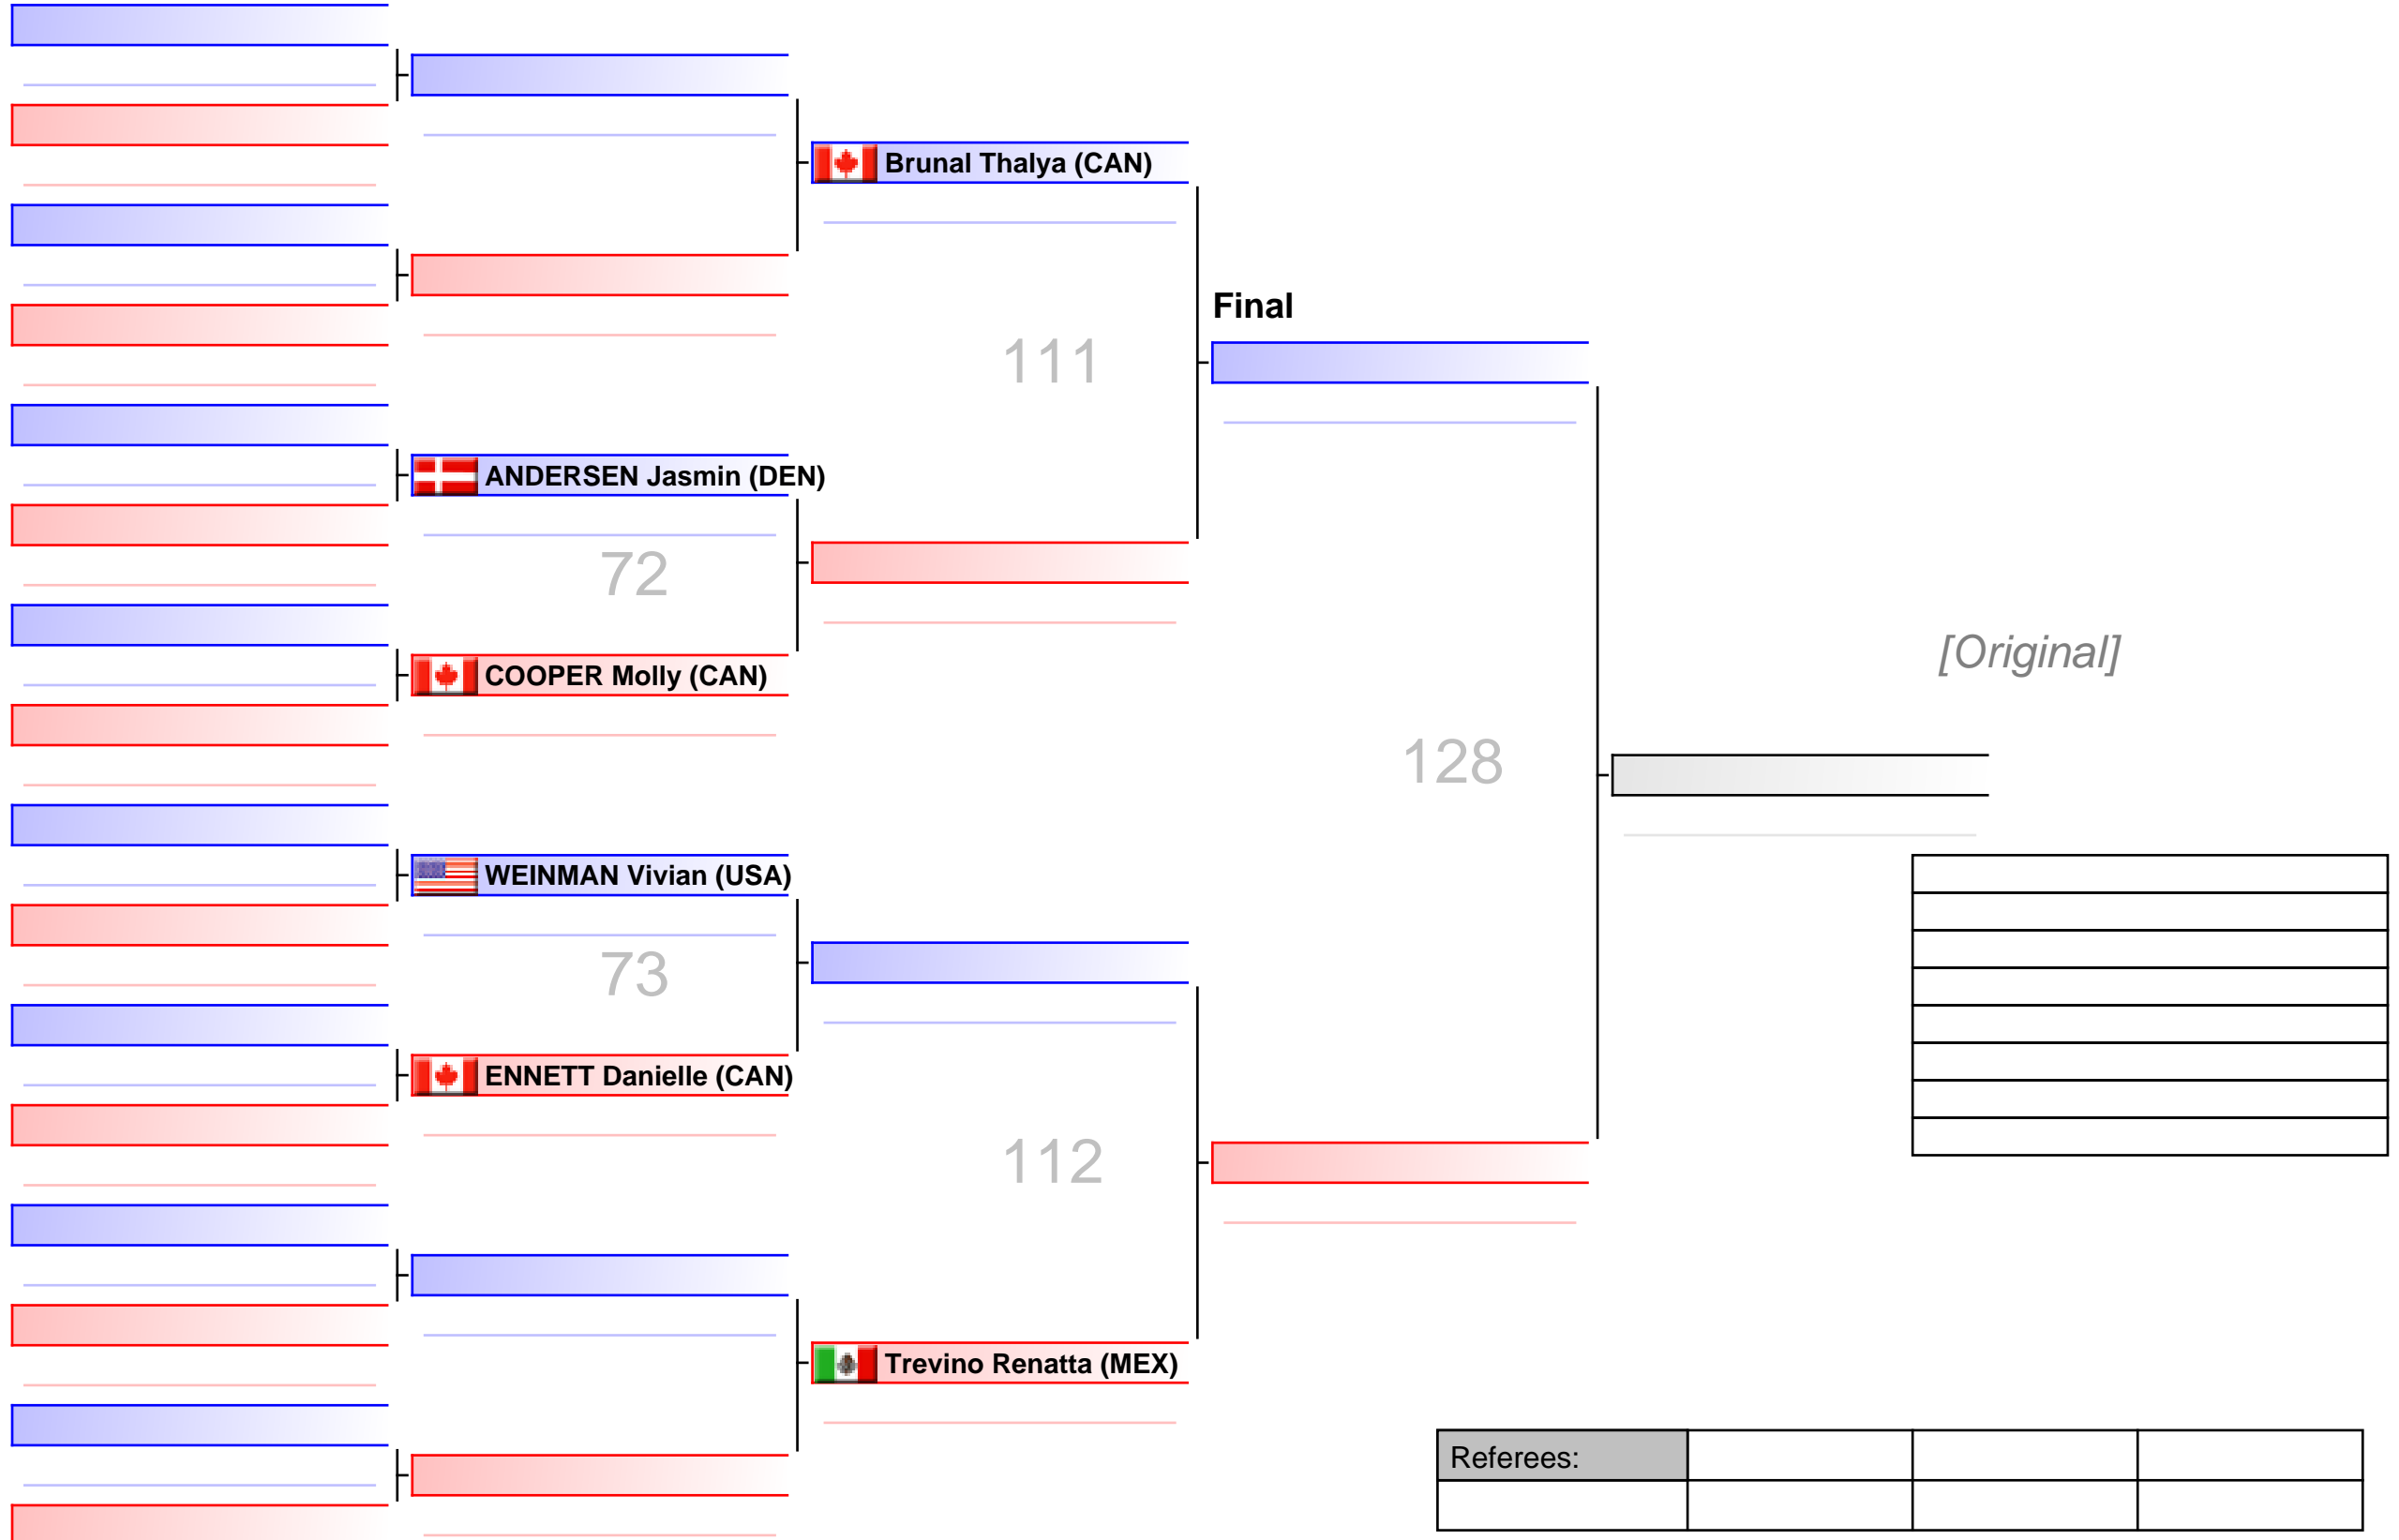 Brunal Thalya (CAN)
Final
111
ANDERSEN Jasmin (DEN)
72
[Original]
COOPER Molly (CAN)
128
WEINMAN Vivian (USA)
73
ENNETT Danielle (CAN)
112
Trevino Renatta (MEX)
Referees: